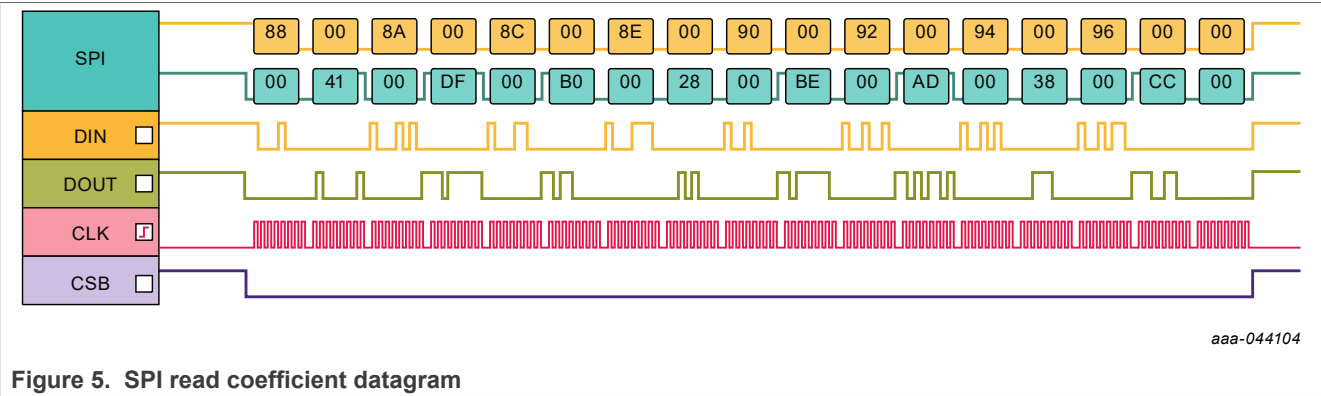 SPI
88 00 8A 00 8C 00 8E 00 90 00 92 00 94 00 96 00 00
00 41 00 DF 00 B0 00 28 00 BE 00 AD 00 38 00 CC 00
DIN
DOUT
CLK
CSB
aaa-044104
Figure 5. SPI read coefficient datagram